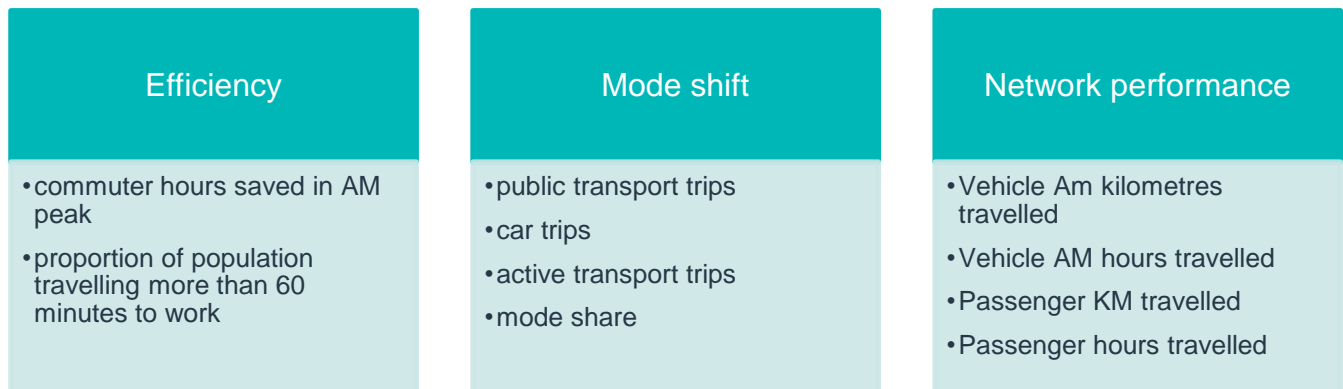 Efficiency
•commuter hours saved in AM
peak
•proportion of population
travelling more than 60
minutes to work
Mode shift
•public transport trips
•car trips
•active transport trips
•mode share
Network performance
•Vehicle Am kilometres
travelled
•Vehicle AM hours travelled
•Passenger KM travelled
•Passenger hours travelled